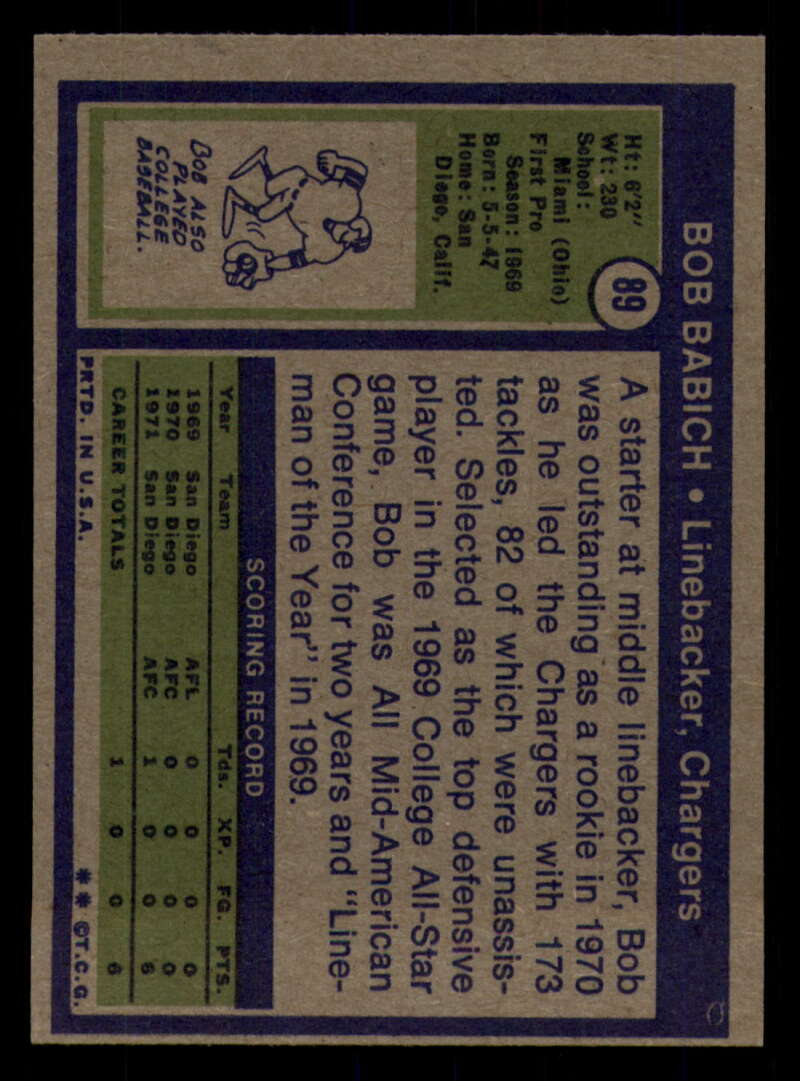 BOB BABICH • Linebacker, Chargers
89
Ht: 6'2"
Wt: 230
School:
Miami (Ohio)
First Pro
Season: 1969
Born: 5-5-47
Home: San
Diego, Calif.
BOB ALSO
PLAYED
COLLEGE
BASEBALL.
A starter at middle linebacker, Bob
was outstanding as a rookie in 1970
as he led the Chargers with 173
tackles, 82 of which were unassis-
ted. Selected as the top defensive
player in the 1969 College All-Star
game, Bob was All Mid-American
Conference for two years and "Line-
man of the Year" in 1969.
SCORING RECORD
Year Team Tds. XP. FG. PTS.
1969 San Diego AFL 0 0 0 0
1970 San Diego AFC 0 0 0 0
1971 San Diego AFC 1 0 0 6
CAREER TOTALS 1 0 0 6
PRTD. IN U.S.A. ** ©T.C.G.